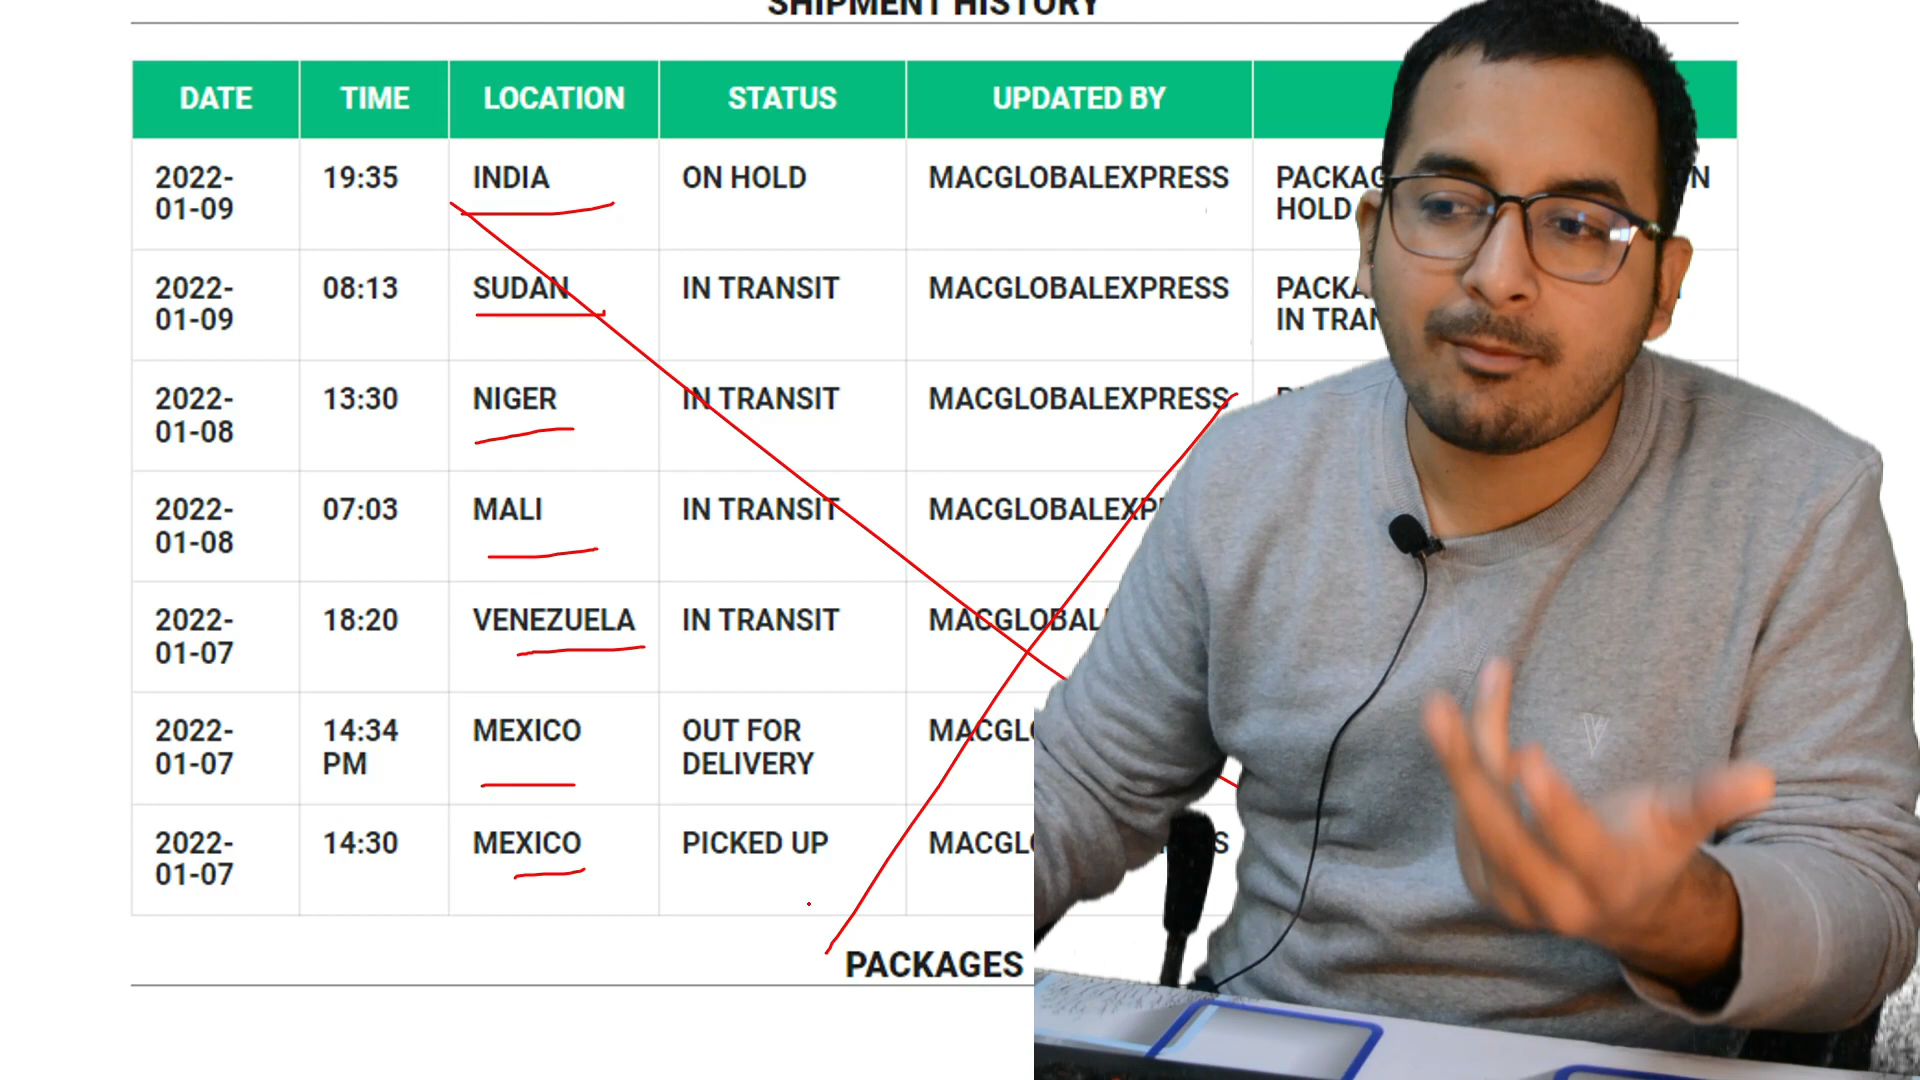 SHIPMENT HISTORY
DATE TIME LOCATION STATUS UPDATED BY
2022-
01-09
19:35
INDIA
ON HOLD
MACGLOBALEXPRESS
HOLD
2022-
01-09
08:13
SUDAN
IN TRANSIT
MACGLOBALEXPRESS
IN
2022-
01-08
13:30
NIGER
IN TRANSIT
MACGLOBALEXPRESS
2022-
01-08
07:03
MALI
IN TRANSIT
2022-
01-07
18:20
VENEZUELA
IN TRANSIT
2022-
01-07
14:34
PM
MEXICO
OUT FOR
DELIVERY
2022-
01-07
14:30
MEXICO
PICKED UP
PACKAGES